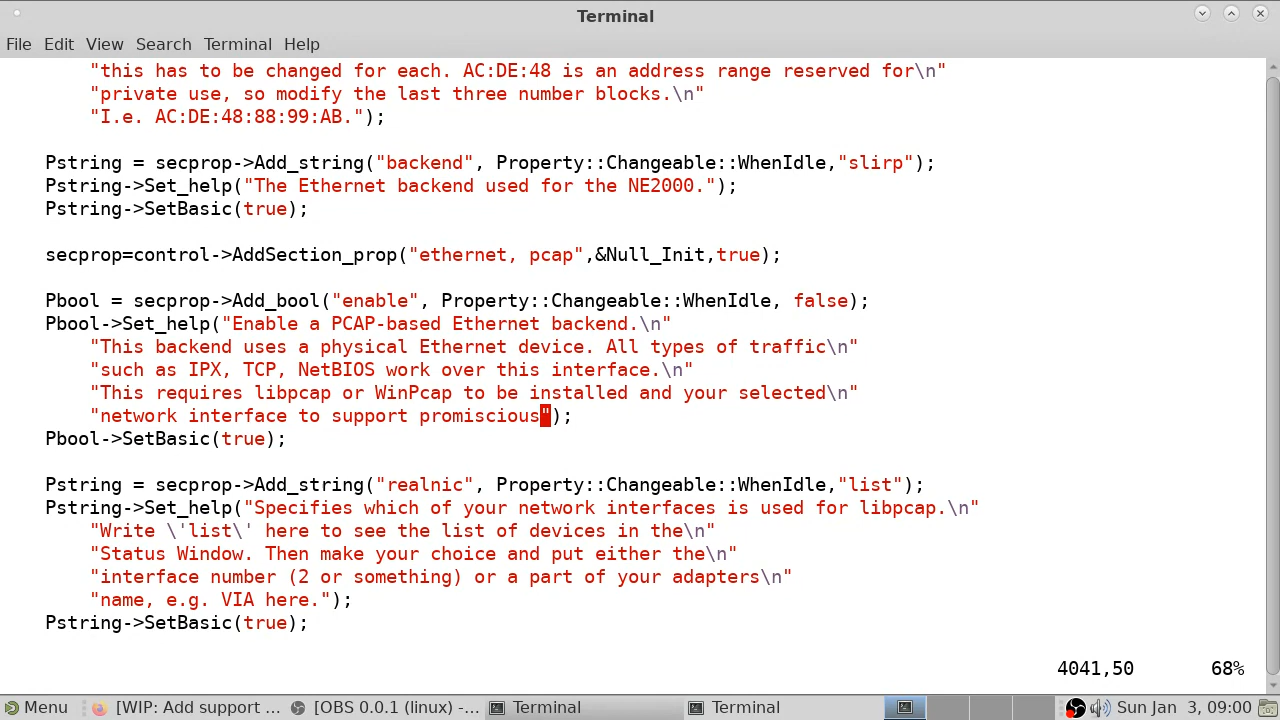 Terminal
File Edit View Search Terminal Help
"this has to be changed for each. AC:DE:48 is an address range reserved for\n"
"private use, so modify the last three number blocks.\n"
"I.e. AC:DE:48:88:99:AB.");
Pstring = secprop->Add_string("backend", Property::Changeable::WhenIdle,"slirp");
Pstring->Set_help("The Ethernet backend used for the NE2000.");
Pstring->SetBasic(true);
secprop=control->AddSection_prop("ethernet, pcap",&Null_Init,true);
Pbool = secprop->Add_bool("enable", Property::Changeable::WhenIdle, false);
Pbool->Set_help("Enable a PCAP-based Ethernet backend.\n"
"This backend uses a physical Ethernet device. All types of traffic\n"
"such as IPX, TCP, NetBIOS work over this interface.\n"
"This requires libpcap or WinPcap to be installed and your selected\n"
"network interface to support promiscious");
Pbool->SetBasic(true);
Pstring = secprop->Add_string("realnic", Property::Changeable::WhenIdle,"list");
Pstring->Set_help("Specifies which of your network interfaces is used for libpcap.\n"
"Write \'list\' here to see the list of devices in the\n"
"Status Window. Then make your choice and put either the\n"
"interface number (2 or something) or a part of your adapters\n"
"name, e.g. VIA here.");
Pstring->SetBasic(true);
4041,50 68%
Menu [WIP: Add support ... [OBS 0.0.1 (linux) -... Terminal Terminal Sun Jan 3, 09:00